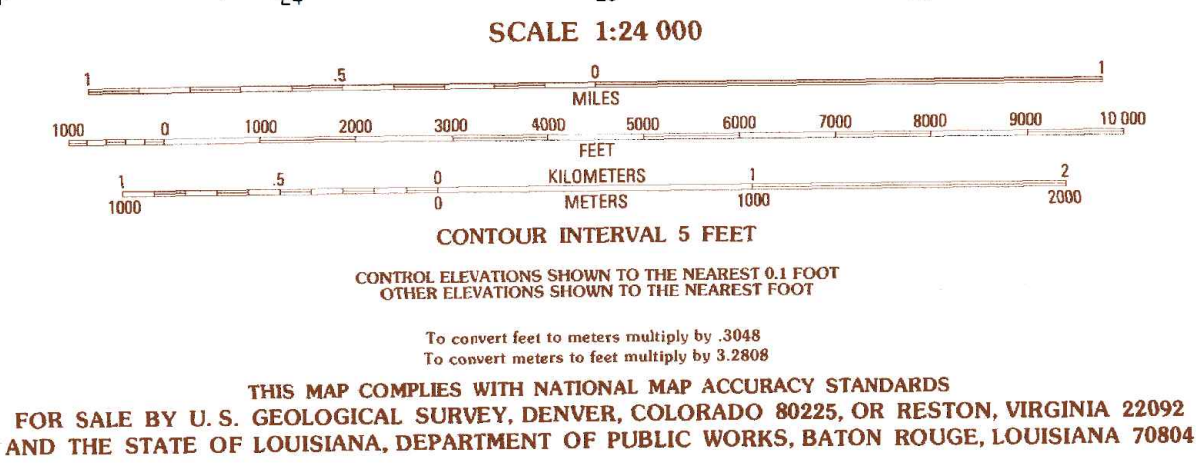 SCALE 1:24 000
1 .5 0 1
MILES
1000 0 1000 2000 3000 4000 5000 6000 7000 8000 9000 10 000
FEET
1 .5 0 KILOMETERS 1 2
1000 0 METERS 1000 2000
CONTOUR INTERVAL 5 FEET
CONTROL ELEVATIONS SHOWN TO THE NEAREST 0.1 FOOT
OTHER ELEVATIONS SHOWN TO THE NEAREST FOOT
To convert feet to meters multiply by .3048
To convert meters to feet multiply by 3.2808
THIS MAP COMPLIES WITH NATIONAL MAP ACCURACY STANDARDS
FOR SALE BY U. S. GEOLOGICAL SURVEY, DENVER, COLORADO 80225, OR RESTON, VIRGINIA 22092
AND THE STATE OF LOUISIANA, DEPARTMENT OF PUBLIC WORKS, BATON ROUGE, LOUISIANA 70804